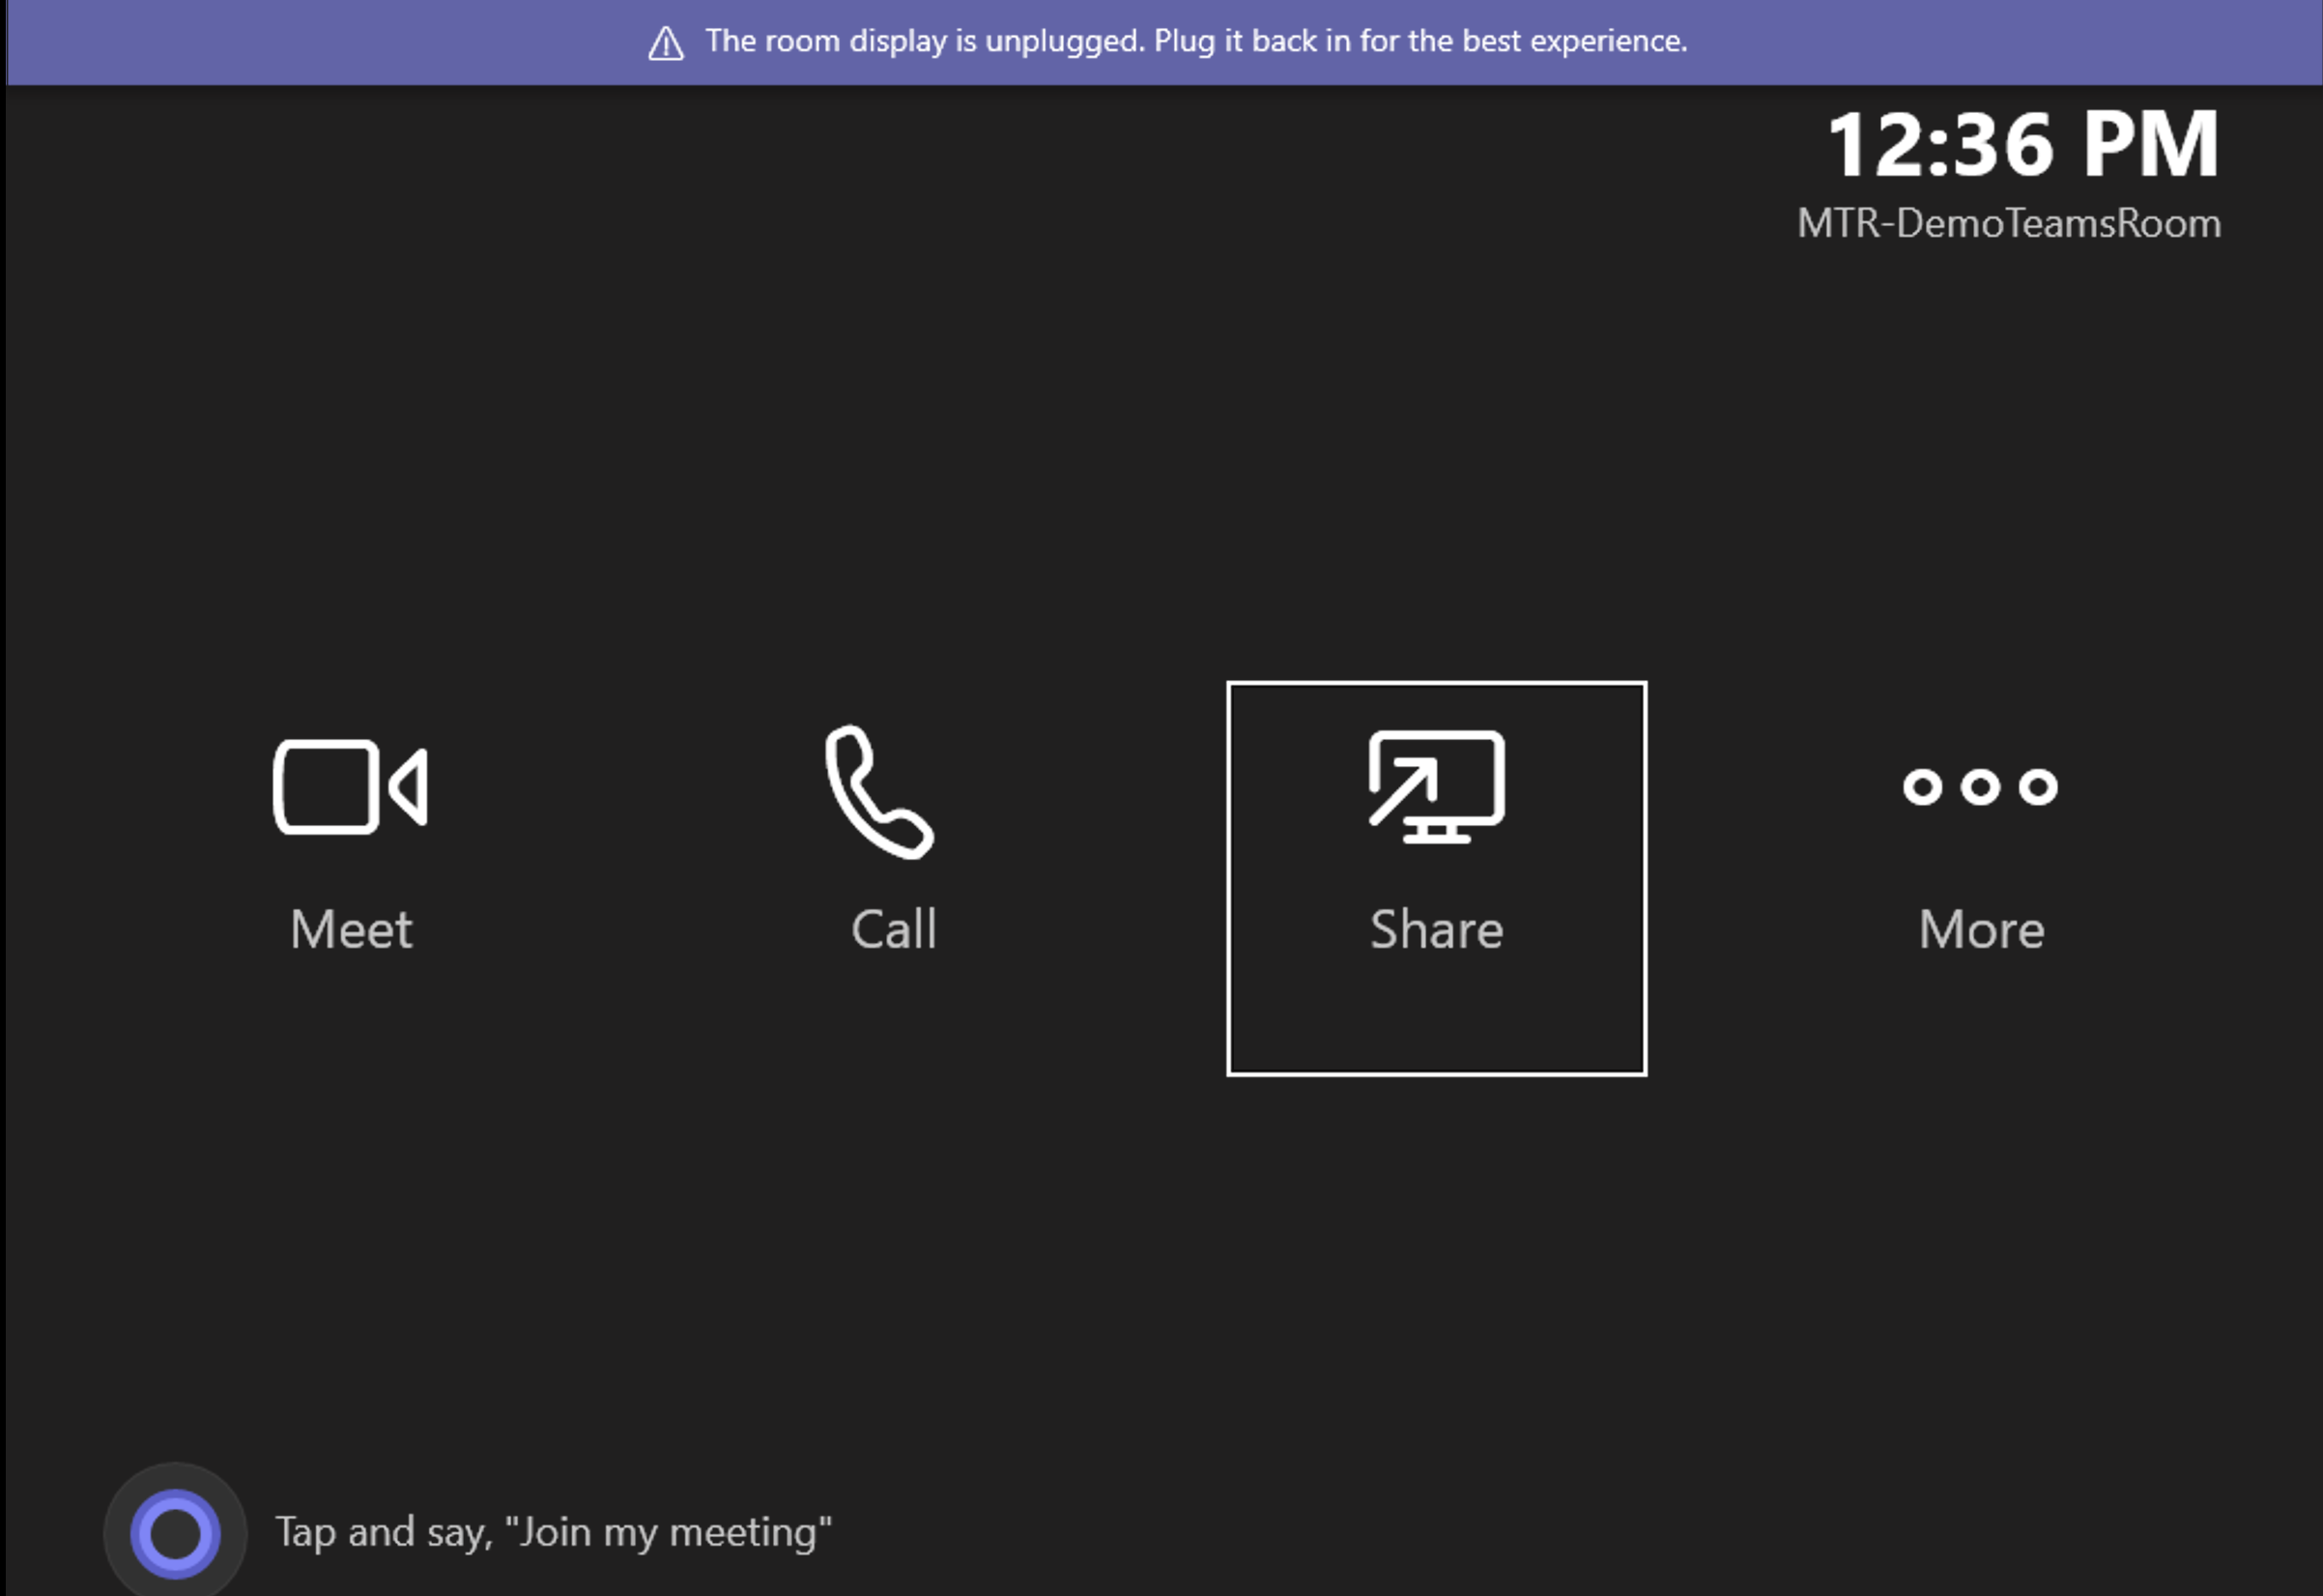 The room display is unplugged. Plug it back in for the best experience.
12:36 PM
MTR-DemoTeamsRoom
Meet
Call
Share
More
Tap and say, "Join my meeting"